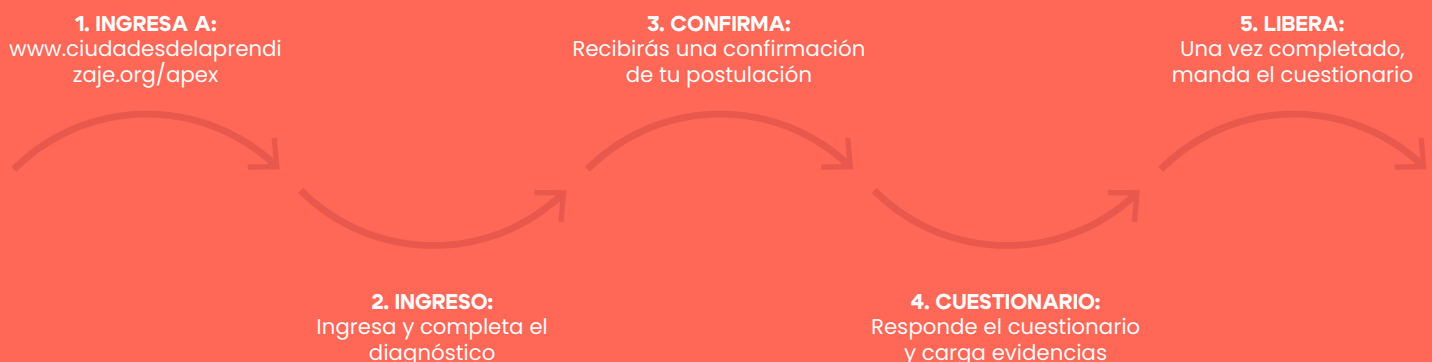 1. INGRESA A:
www.ciudadesdelaprendi
zaje.org/apex
2. INGRESO:
Ingresa y completa el
diagnóstico
3. CONFIRMA:
Recibirás una confirmación
de tu postulación
4. CUESTIONARIO:
Responde el cuestionario
y carga evidencias
5. LIBERA:
Una vez completado,
manda el cuestionario